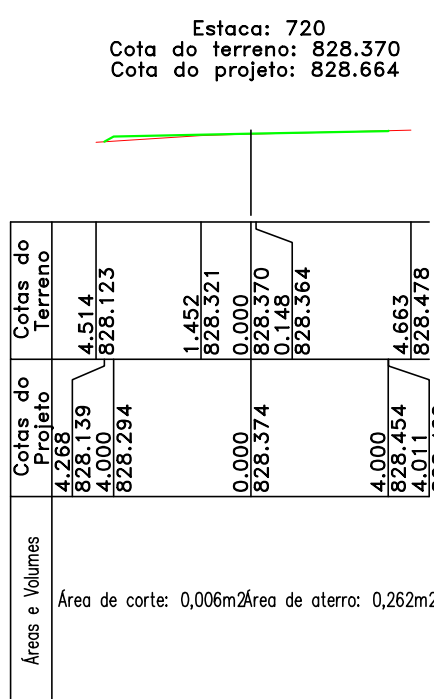 Estaca: 720
Cota do terreno: 828.370
Cota do projeto: 828.664
Cotas do
Terreno
4.514
828.123
1.452
828.321
0.000
828.370
0.148
828.364
4.663
828.478
Cotas do
Projeto
4.268
828.139
4.000
828.294
0.000
828.374
4.000
828.454
4.011
Áreas e Volumes
Área de corte: 0,006m2
Área de aterro: 0,262m2